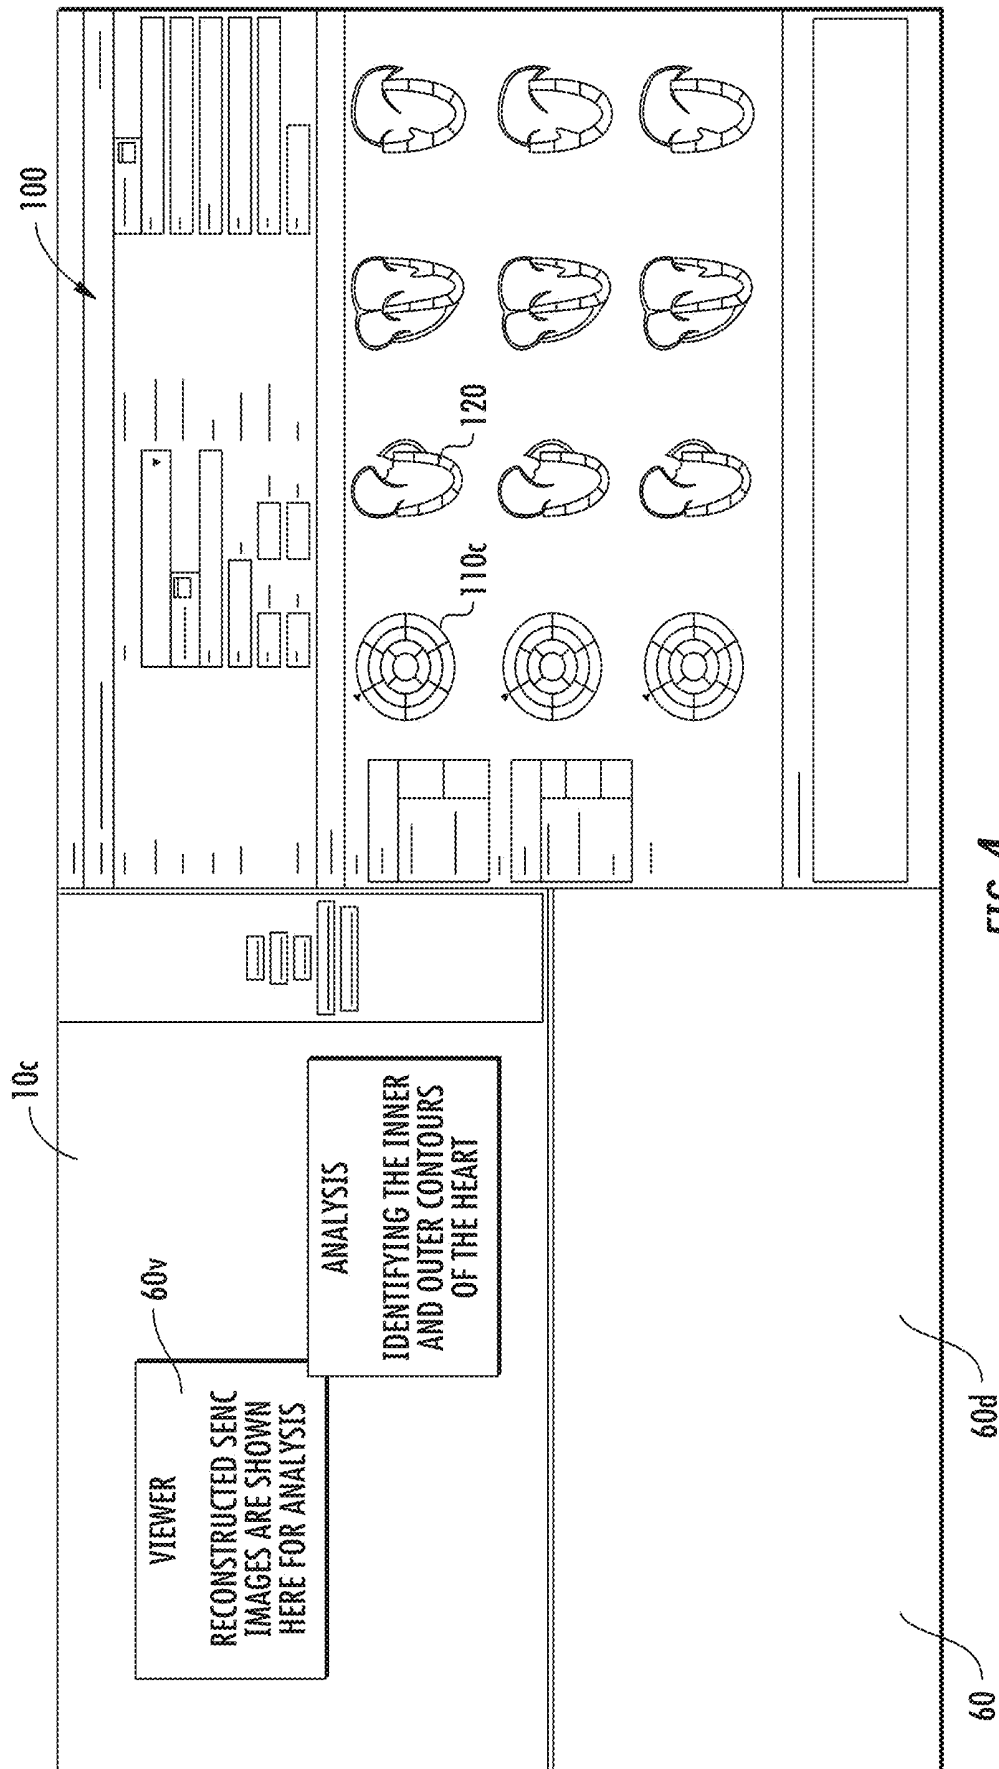 10c
100
60v
VIEWER
RECONSTRUCTED SENC
IMAGES ARE SHOWN
HERE FOR ANALYSIS
ANALYSIS
IDENTIFYING THE INNER
AND OUTER CONTOURS
OF THE HEART
110c
120
60
60d